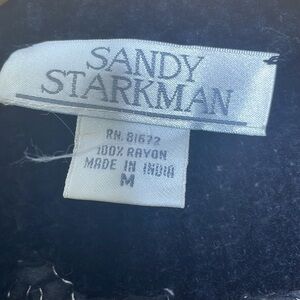 SANDY
STARKMAN
RN. 81672
100% RAYON
MADE IN INDIA
M